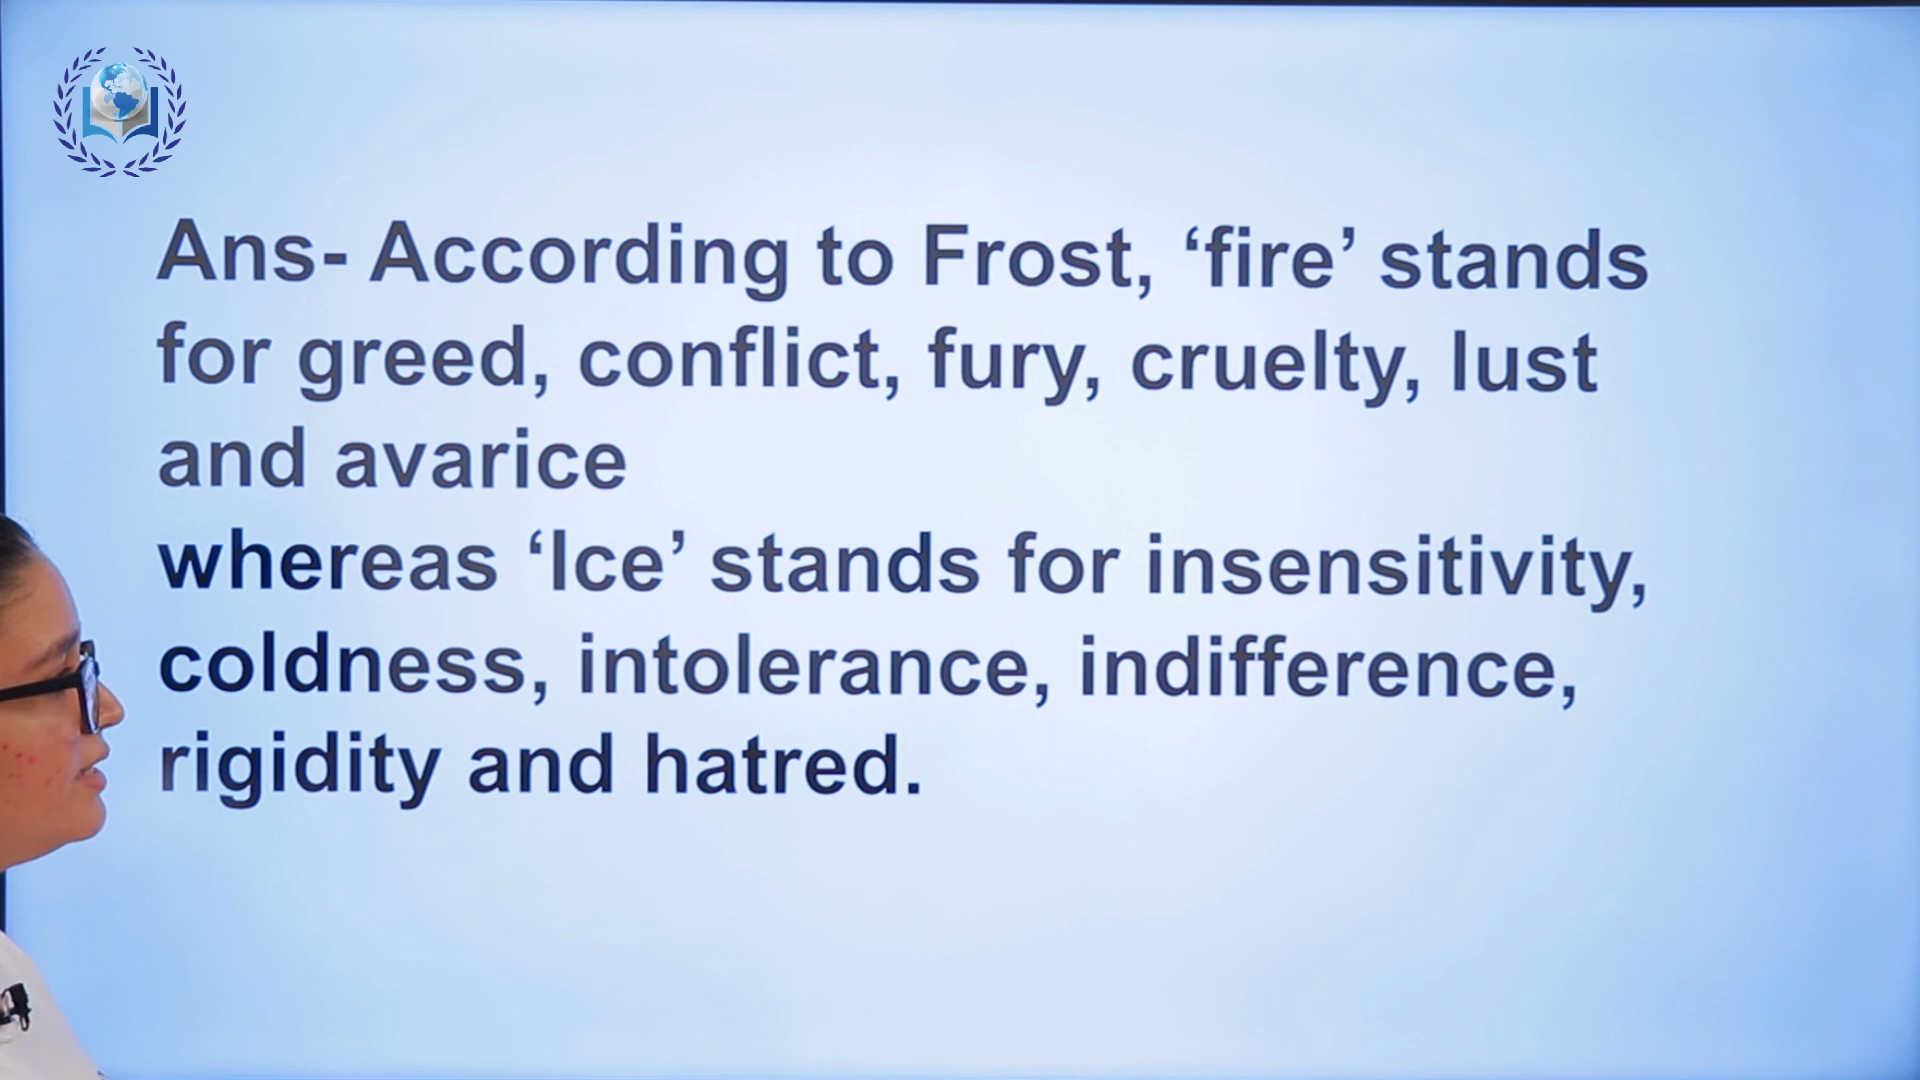 Ans- According to Frost, ‘fire’ stands
for greed, conflict, fury, cruelty, lust
and avarice
whereas ‘Ice’ stands for insensitivity,
coldness, intolerance, indifference,
rigidity and hatred.